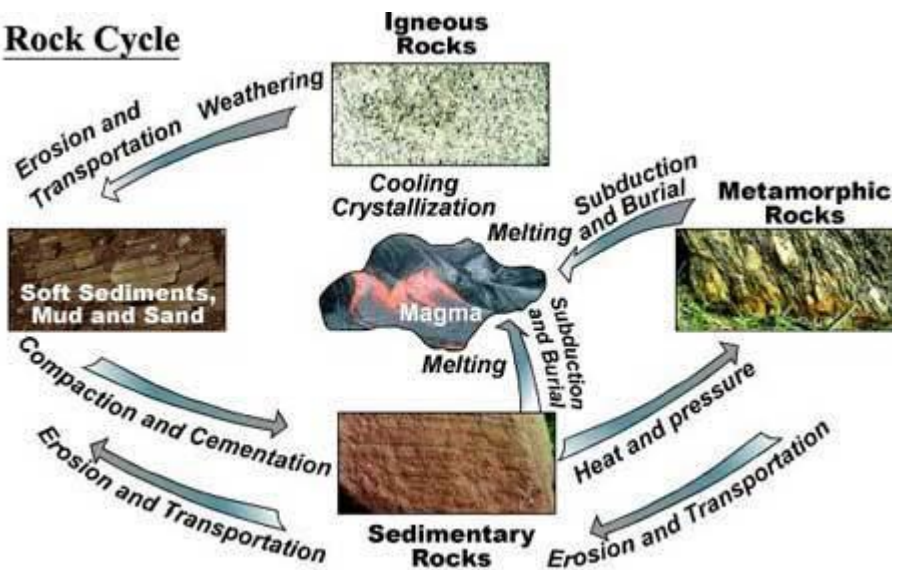 Rock Cycle
Igneous
Rocks
Weathering
Erosion and
Transportation
Cooling
Crystallization
Subduction
and Burial
Melting
Metamorphic
Rocks
Soft Sediments,
Mud and Sand
Magma
Melting
Subduction
and Burial
Compaction and Cementation
Erosion and Transportation
Heat and pressure
Erosion and Transportation
Sedimentary
Rocks